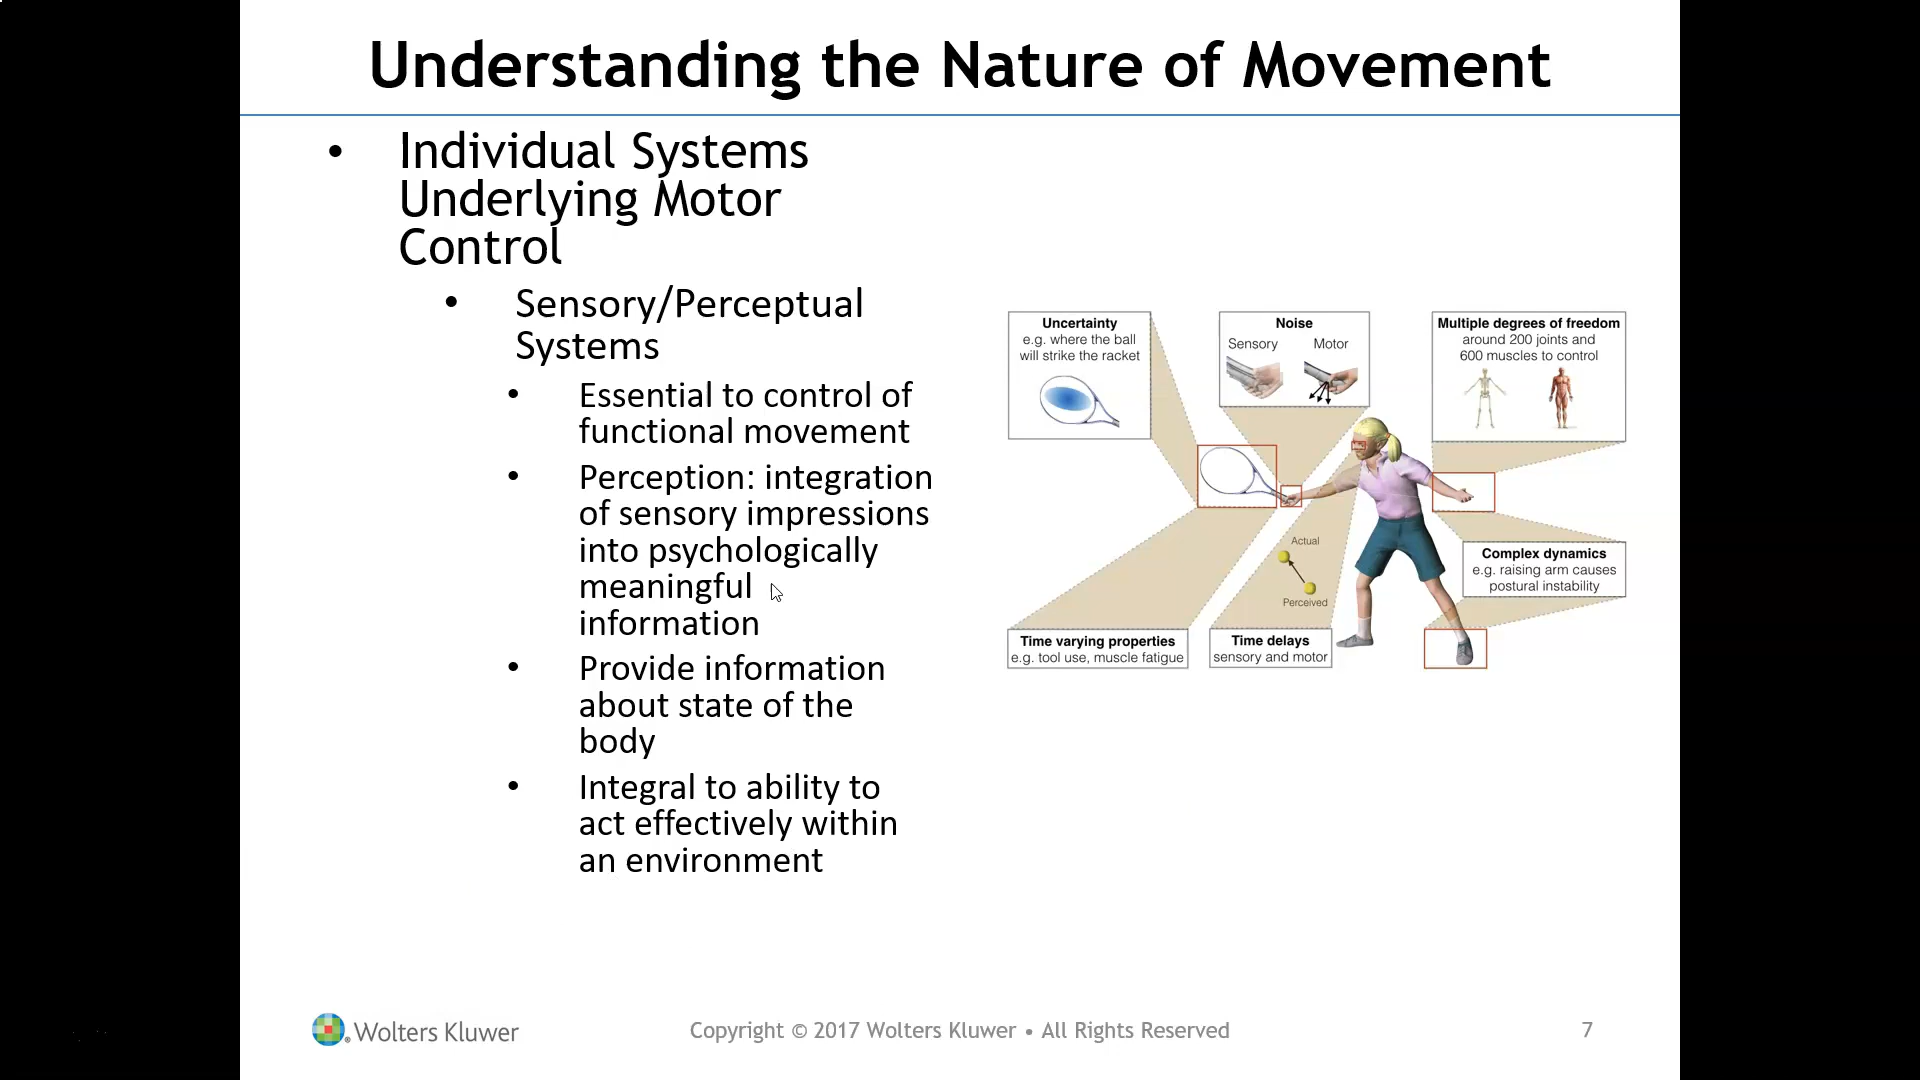 Understanding the Nature of Movement
• Individual Systems
Underlying Motor
Control
• Sensory/Perceptual
Systems
• Essential to control of
functional movement
• Perception: integration
of sensory impressions
into psychologically
meaningful
information
• Provide information
about state of the
body
• Integral to ability to
act effectively within
an environment
Uncertainty
e.g. where the ball
will strike the racket
Noise
Sensory Motor
Multiple degrees of freedom
around 200 joints and
600 muscles to control
Actual
Perceived
Complex dynamics
e.g. raising arm causes
postural instability
Time varying properties
e.g. tool use, muscle fatigue
Time delays
sensory and motor
Wolters Kluwer
Copyright © 2017 Wolters Kluwer • All Rights Reserved
7